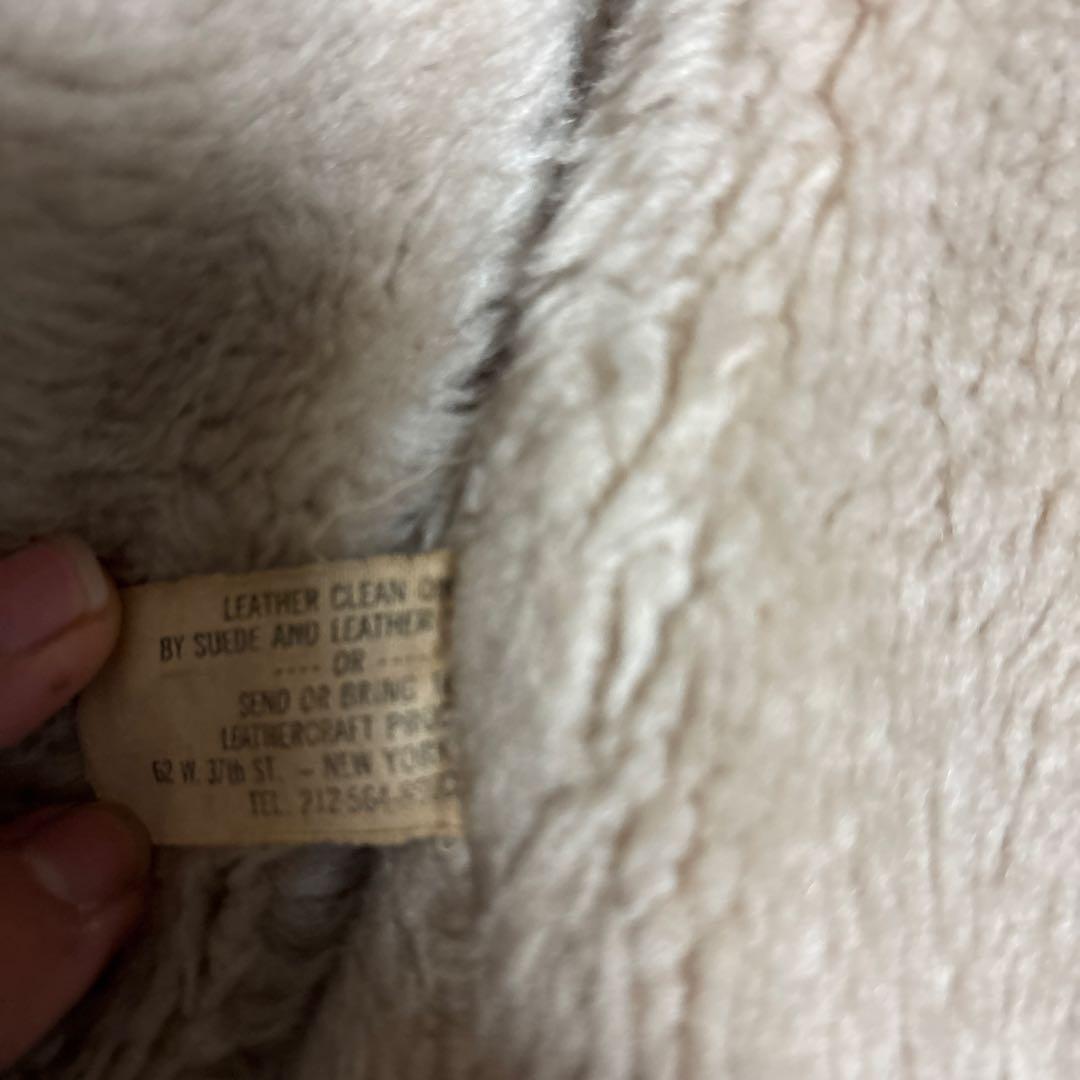 LEATHER CLEAN
BY SUEDE AND LEATHER
---- OR ----
SEND OR BRING
LEATHERCRAFT
62 W. 37th ST. - NEW YORK
TEL. 212-564-